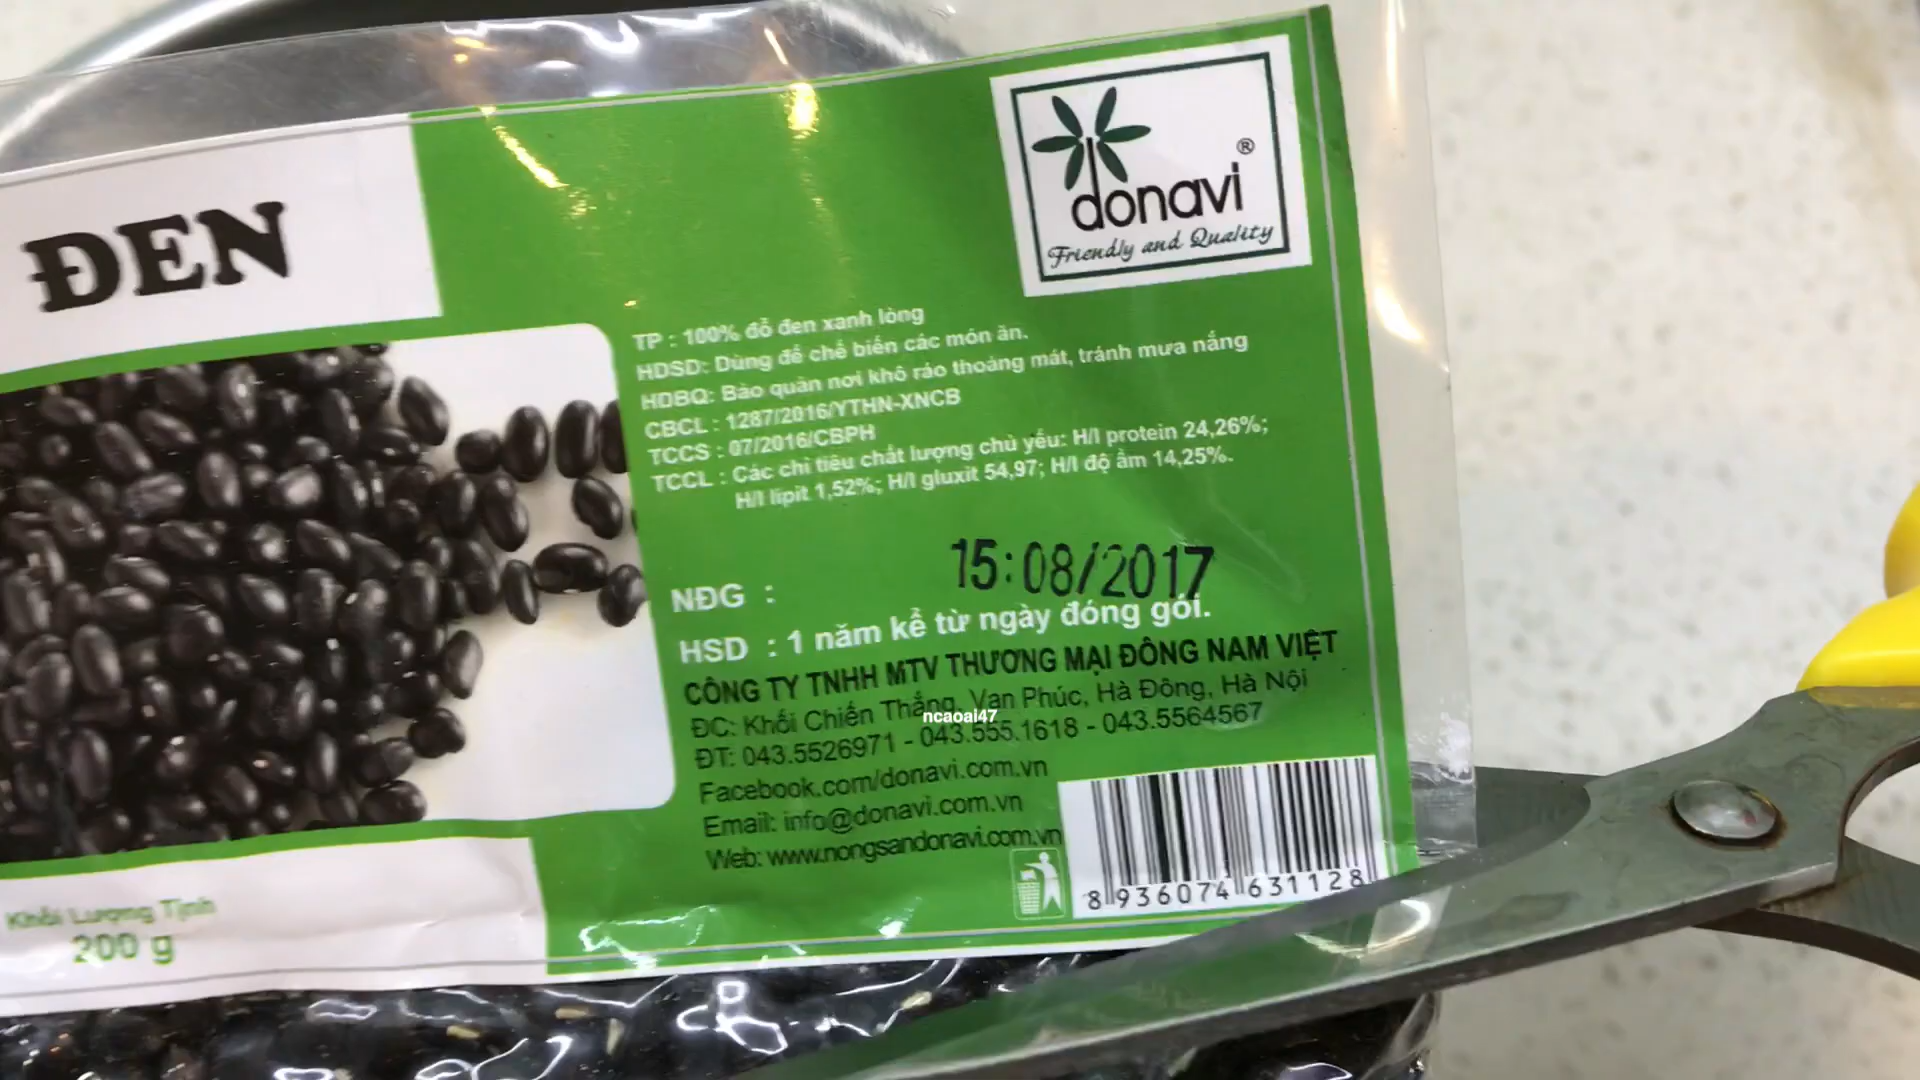 ĐEN
donavi®
Friendly and Quality
TP : 100% đỗ đen xanh lòng
HDSD: Dùng để chế biến các món ăn.
HDBQ: Bảo quản nơi khô ráo thoáng mát, tránh mưa nắng
CBCL : 1287/2016/YTHN-XNCB
TCCS : 07/2016/CBPH
TCCL : Các chỉ tiêu chất lượng chủ yếu: H/l protein 24,26%;
H/l lipit 1,52%; H/l gluxit 54,97; H/l độ ẩm 14,25%.
NĐG : 15:08/2017
HSD : 1 năm kể từ ngày đóng gói.
CÔNG TY TNHH MTV THƯƠNG MẠI ĐÔNG NAM VIỆT
ĐC: Khối Chiến Thắng, Vạn Phúc, Hà Đông, Hà Nội
ncaoai47
ĐT: 043.5526971 - 043.555.1618 - 043.5564567
Facebook.com/donavi.com.vn
Email: info@donavi.com.vn
Web: www.nongsandonavi.com.vn
8 936074 631128
Khối Lượng Tịnh
200 g